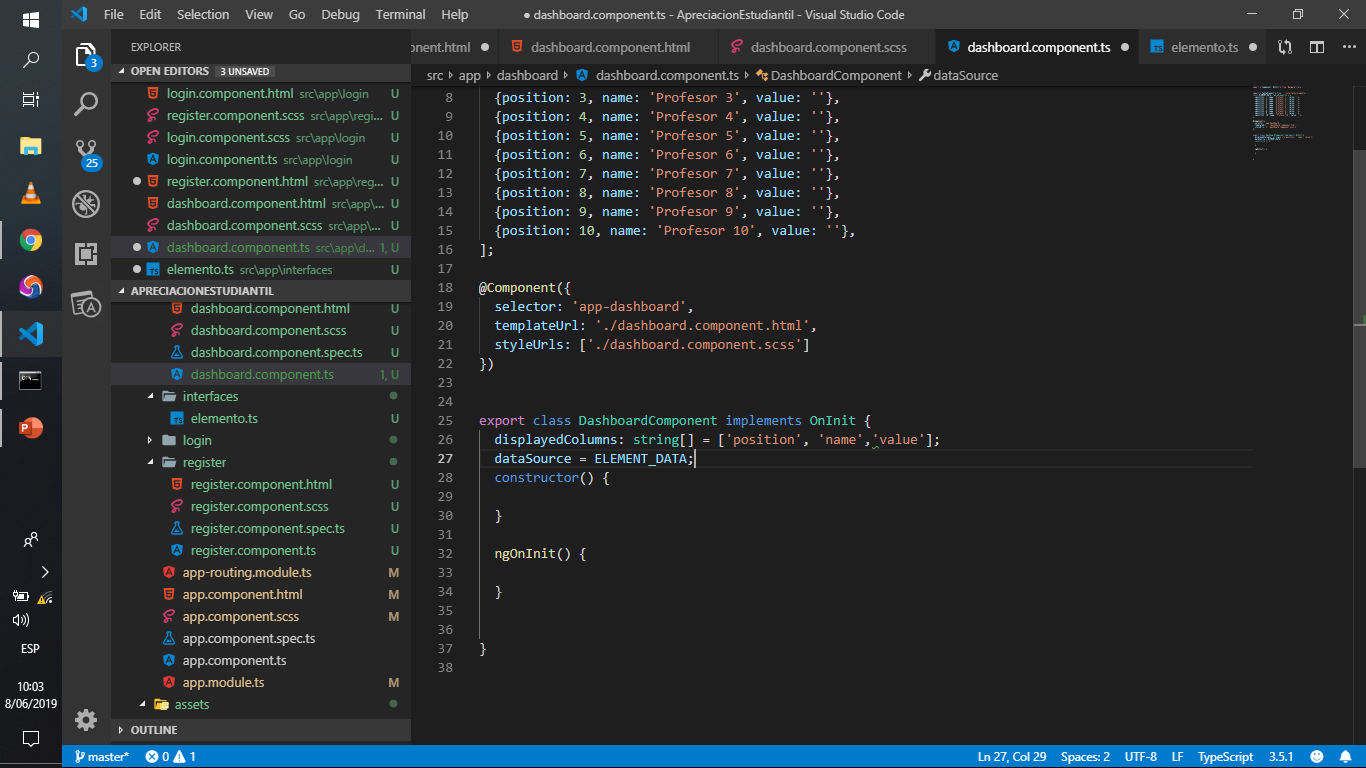 File Edit Selection View Go Debug Terminal Help
● dashboard.component.ts - ApreciacionEstudiantil - Visual Studio Code
EXPLORER
onent.html
dashboard.component.html
dashboard.component.scss
dashboard.component.ts
elemento.ts
OPEN EDITORS 3 UNSAVED
login.component.html src\app\login U
register.component.scss src\app\regi... U
login.component.scss src\app\login U
login.component.ts src\app\login U
register.component.html src\app\reg... U
dashboard.component.html src\app\... U
dashboard.component.scss src\app\... U
dashboard.component.ts src\app\d... 1, U
elemento.ts src\app\interfaces U
APRECIACIONESTUDIANTIL
dashboard.component.html U
dashboard.component.scss U
dashboard.component.spec.ts U
dashboard.component.ts 1, U
interfaces
elemento.ts U
login
register
register.component.html U
register.component.scss U
register.component.spec.ts U
register.component.ts U
app-routing.module.ts M
app.component.html M
app.component.scss M
app.component.spec.ts
app.component.ts
app.module.ts M
assets
OUTLINE
3
25
src › app › dashboard › dashboard.component.ts › DashboardComponent › dataSource
8 {position: 3, name: 'Profesor 3', value: ''},
9 {position: 4, name: 'Profesor 4', value: ''},
10 {position: 5, name: 'Profesor 5', value: ''},
11 {position: 6, name: 'Profesor 6', value: ''},
12 {position: 7, name: 'Profesor 7', value: ''},
13 {position: 8, name: 'Profesor 8', value: ''},
14 {position: 9, name: 'Profesor 9', value: ''},
15 {position: 10, name: 'Profesor 10', value: ''},
16 ];
17
18 @Component({
19 selector: 'app-dashboard',
20 templateUrl: './dashboard.component.html',
21 styleUrls: ['./dashboard.component.scss']
22 })
23
24
25 export class DashboardComponent implements OnInit {
26 displayedColumns: string[] = ['position', 'name','value'];
27 dataSource = ELEMENT_DATA;
28 constructor() {
29
30 }
31
32 ngOnInit() {
33
34 }
35
36
37 }
38
ESP
10:03
8/06/2019
master* 0 1
Ln 27, Col 29 Spaces: 2 UTF-8 LF TypeScript 3.5.1